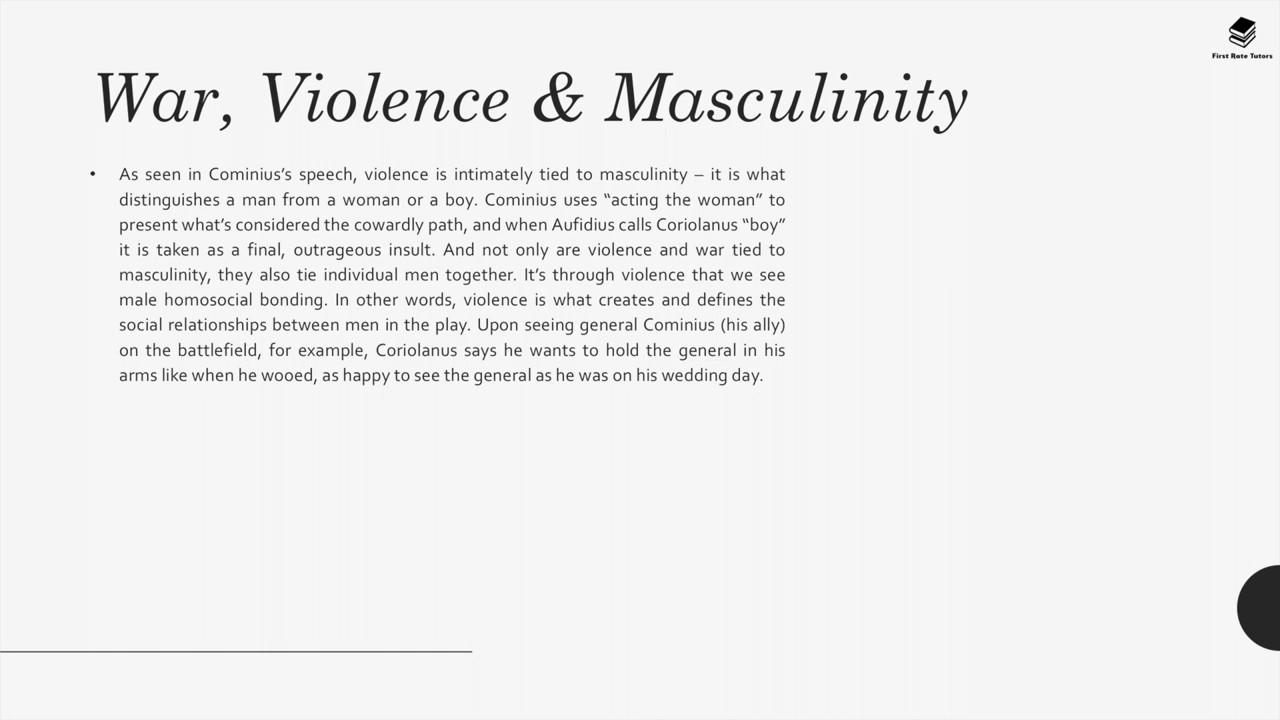 First Rate Tutors
War, Violence & Masculinity
• As seen in Cominius’s speech, violence is intimately tied to masculinity – it is what
distinguishes a man from a woman or a boy. Cominius uses “acting the woman” to
present what’s considered the cowardly path, and when Aufidius calls Coriolanus “boy”
it is taken as a final, outrageous insult. And not only are violence and war tied to
masculinity, they also tie individual men together. It’s through violence that we see
male homosocial bonding. In other words, violence is what creates and defines the
social relationships between men in the play. Upon seeing general Cominius (his ally)
on the battlefield, for example, Coriolanus says he wants to hold the general in his
arms like when he wooed, as happy to see the general as he was on his wedding day.